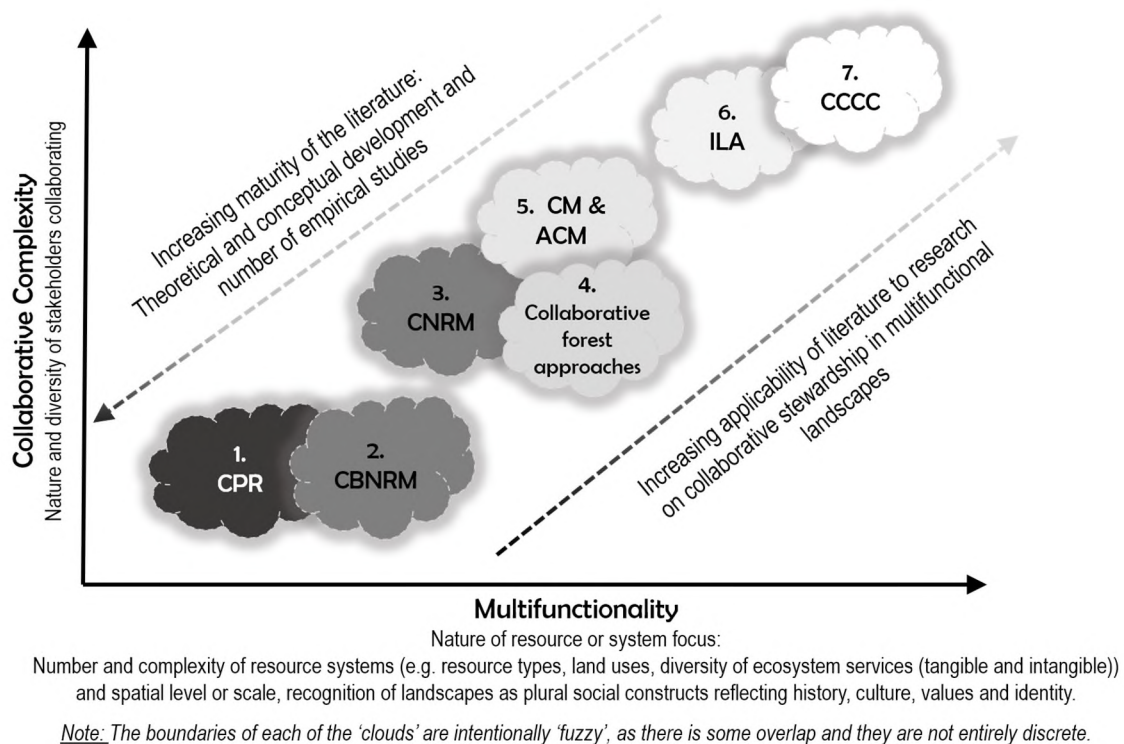 Collaborative Complexity
Nature and diversity of stakeholders collaborating
Increasing maturity of the literature:
Theoretical and conceptual development and
number of empirical studies
7.
CCCC
6.
ILA
5. CM &
ACM
4.
Collaborative
forest
approaches
3.
CNRM
1.
CPR
2.
CBNRM
Increasing applicability of literature to research
on collaborative stewardship in multifunctional
landscapes
Multifunctionality
Nature of resource or system focus:
Number and complexity of resource systems (e.g. resource types, land uses, diversity of ecosystem services (tangible and intangible))
and spatial level or scale, recognition of landscapes as plural social constructs reflecting history, culture, values and identity.
Note: The boundaries of each of the ‘clouds’ are intentionally ‘fuzzy’, as there is some overlap and they are not entirely discrete.